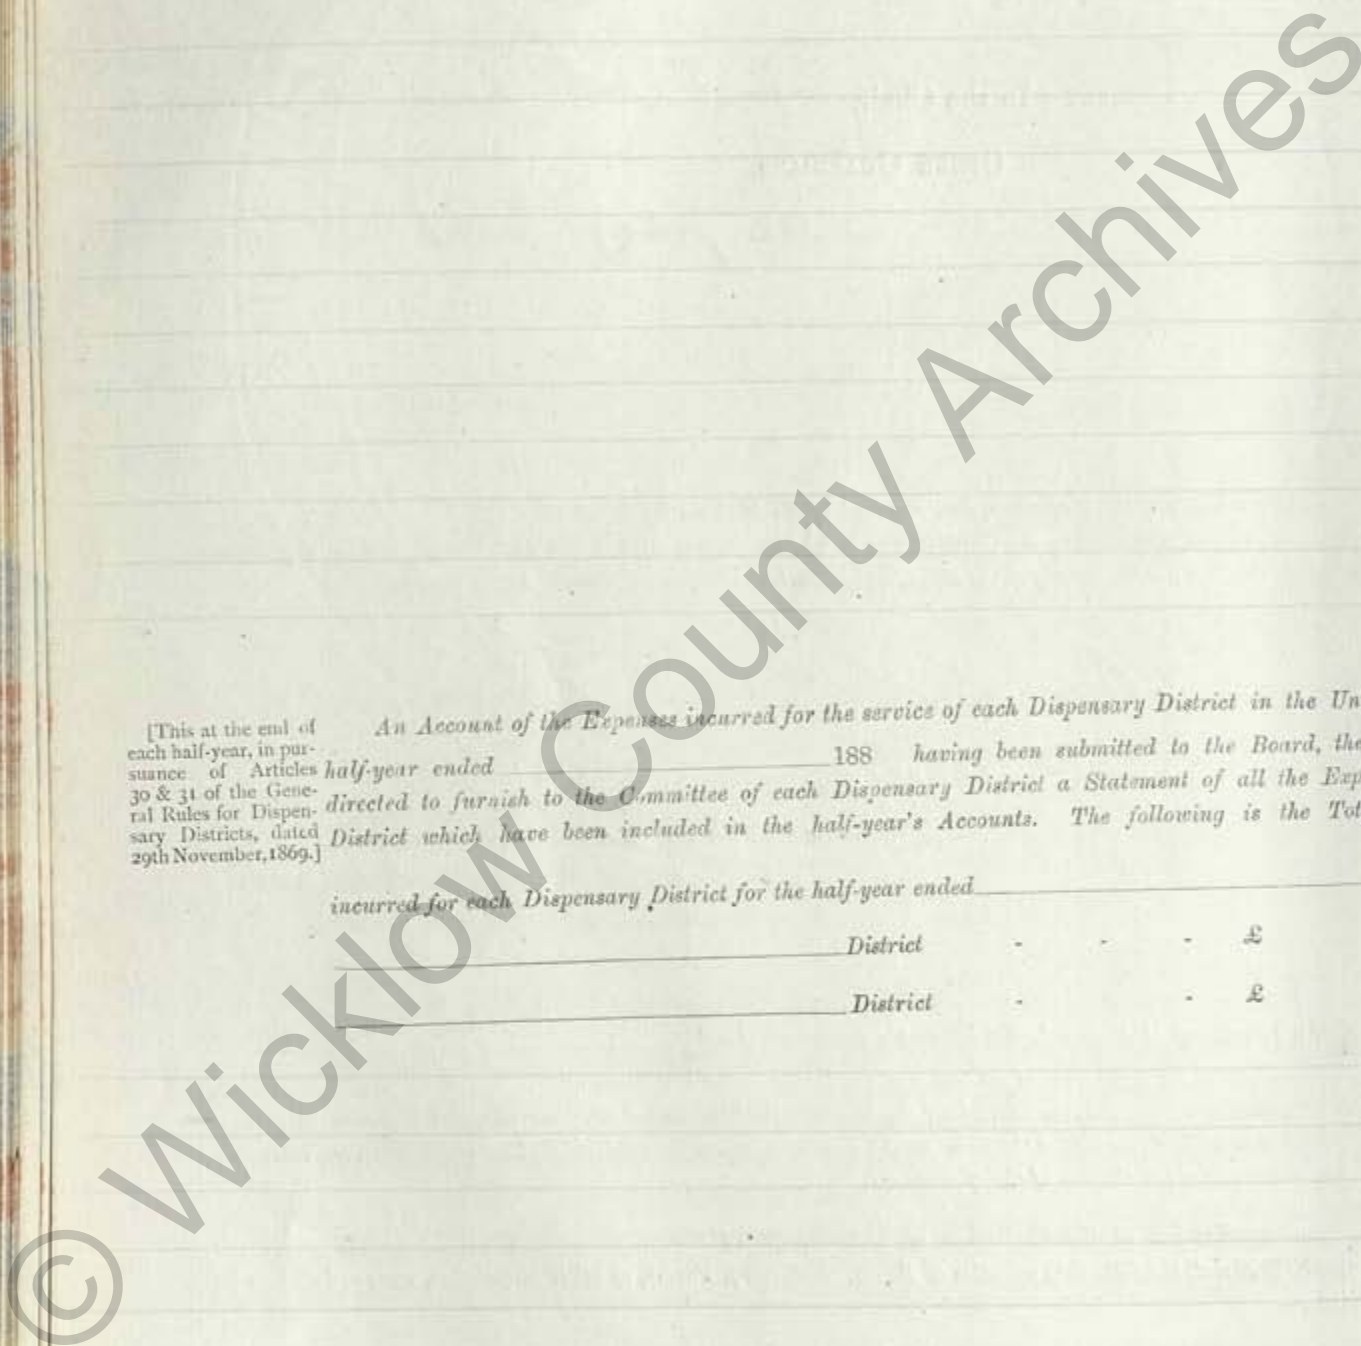 [This at the end of
each half-year, in pur-
suance of Articles
30 & 31 of the Gene-
ral Rules for Dispen-
sary Districts, dated
29th November, 1869.]
An Account of the Expenses incurred for the service of each Dispensary District in the Un
half-year ended 188 having been submitted to the Board, the
directed to furnish to the Committee of each Dispensary District a Statement of all the Exp
District which have been included in the half-year's Accounts. The following is the Tot
incurred for each Dispensary District for the half-year ended
District - - - £
District - - £
© Wicklow County Archives